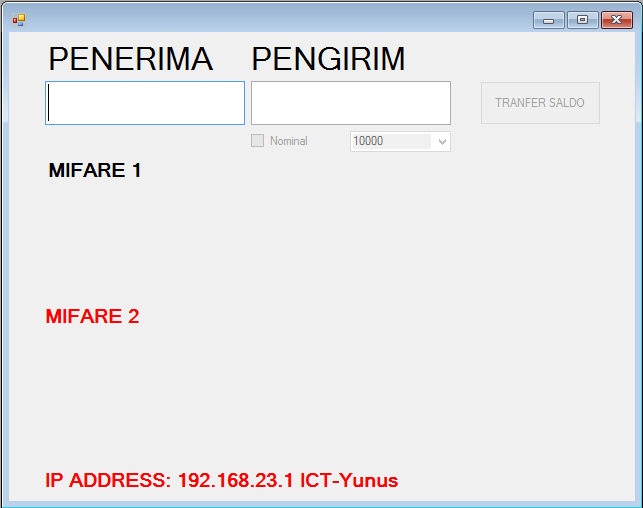 PENERIMA PENGIRIM
TRANFER SALDO
Nominal 10000
MIFARE 1
MIFARE 2
IP ADDRESS: 192.168.23.1 ICT-Yunus